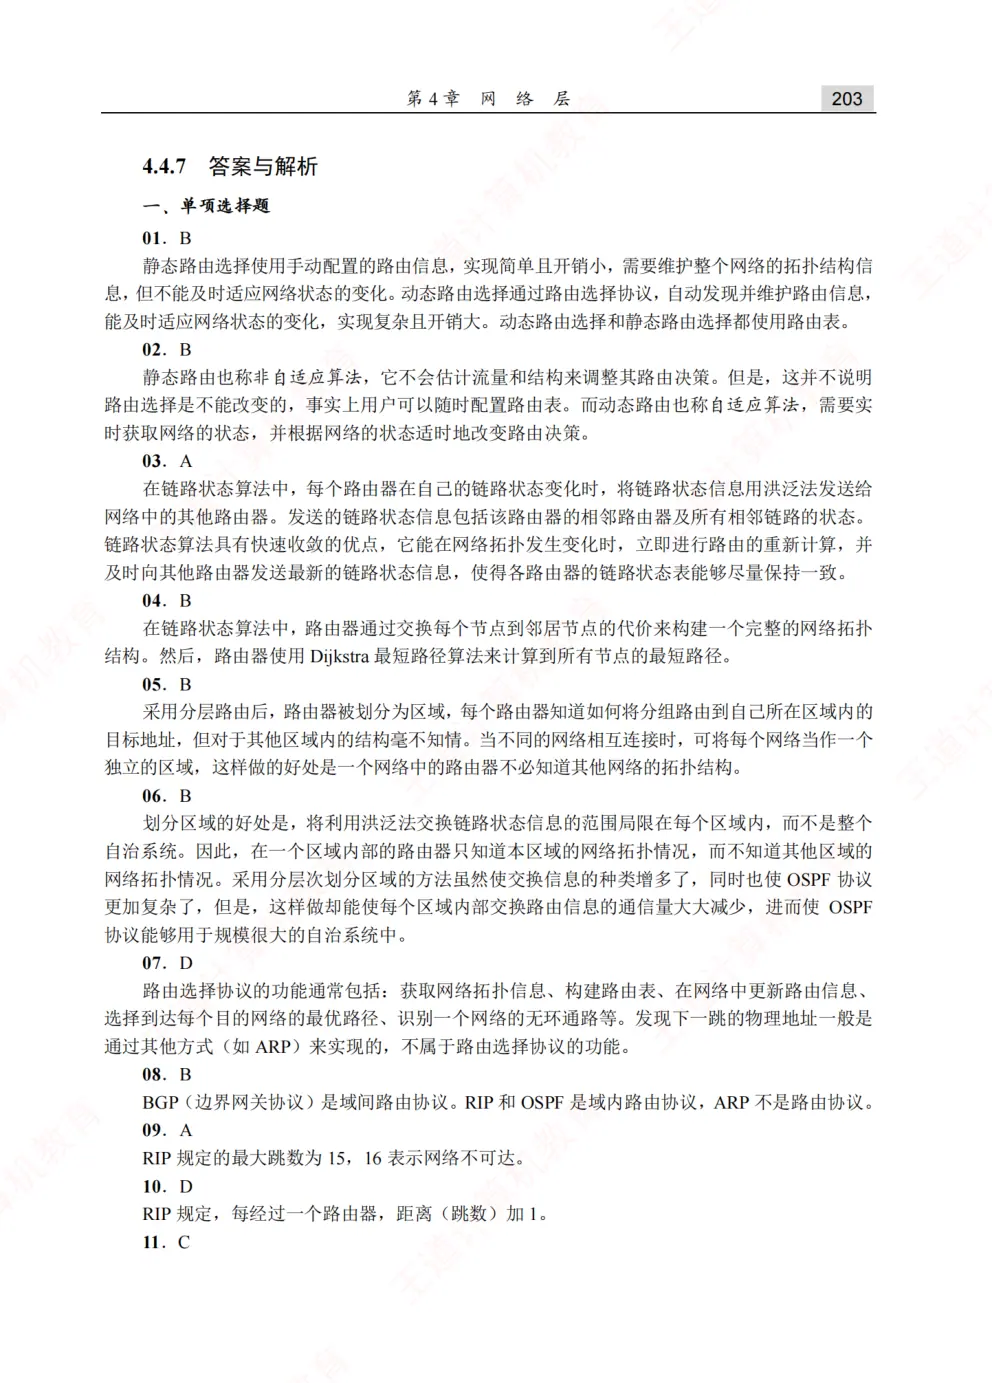 第 4 章 网 络 层 203
4.4.7 答案与解析
一、单项选择题
01．B
静态路由选择使用手动配置的路由信息，实现简单且开销小，需要维护整个网络的拓扑结构信
息，但不能及时适应网络状态的变化。动态路由选择通过路由选择协议，自动发现并维护路由信息，
能及时适应网络状态的变化，实现复杂且开销大。动态路由选择和静态路由选择都使用路由表。
02．B
静态路由也称非自适应算法，它不会估计流量和结构来调整其路由决策。但是，这并不说明
路由选择是不能改变的，事实上用户可以随时配置路由表。而动态路由也称自适应算法，需要实
时获取网络的状态，并根据网络的状态适时地改变路由决策。
03．A
在链路状态算法中，每个路由器在自己的链路状态变化时，将链路状态信息用洪泛法发送给
网络中的其他路由器。发送的链路状态信息包括该路由器的相邻路由器及所有相邻链路的状态。
链路状态算法具有快速收敛的优点，它能在网络拓扑发生变化时，立即进行路由的重新计算，并
及时向其他路由器发送最新的链路状态信息，使得各路由器的链路状态表能够尽量保持一致。
04．B
在链路状态算法中，路由器通过交换每个节点到邻居节点的代价来构建一个完整的网络拓扑
结构。然后，路由器使用 Dijkstra 最短路径算法来计算到所有节点的最短路径。
05．B
采用分层路由后，路由器被划分为区域，每个路由器知道如何将分组路由到自己所在区域内的
目标地址，但对于其他区域内的结构毫不知情。当不同的网络相互连接时，可将每个网络当作一个
独立的区域，这样做的好处是一个网络中的路由器不必知道其他网络的拓扑结构。
06．B
划分区域的好处是，将利用洪泛法交换链路状态信息的范围局限在每个区域内，而不是整个
自治系统。因此，在一个区域内部的路由器只知道本区域的网络拓扑情况，而不知道其他区域的
网络拓扑情况。采用分层次划分区域的方法虽然使交换信息的种类增多了，同时也使 OSPF 协议
更加复杂了，但是，这样做却能使每个区域内部交换路由信息的通信量大大减少，进而使 OSPF
协议能够用于规模很大的自治系统中。
07．D
路由选择协议的功能通常包括：获取网络拓扑信息、构建路由表、在网络中更新路由信息、
选择到达每个目的网络的最优路径、识别一个网络的无环通路等。发现下一跳的物理地址一般是
通过其他方式（如 ARP）来实现的，不属于路由选择协议的功能。
08．B
BGP（边界网关协议）是域间路由协议。RIP 和 OSPF 是域内路由协议，ARP 不是路由协议。
09．A
RIP 规定的最大跳数为 15，16 表示网络不可达。
10．D
RIP 规定，每经过一个路由器，距离（跳数）加 1。
11．C